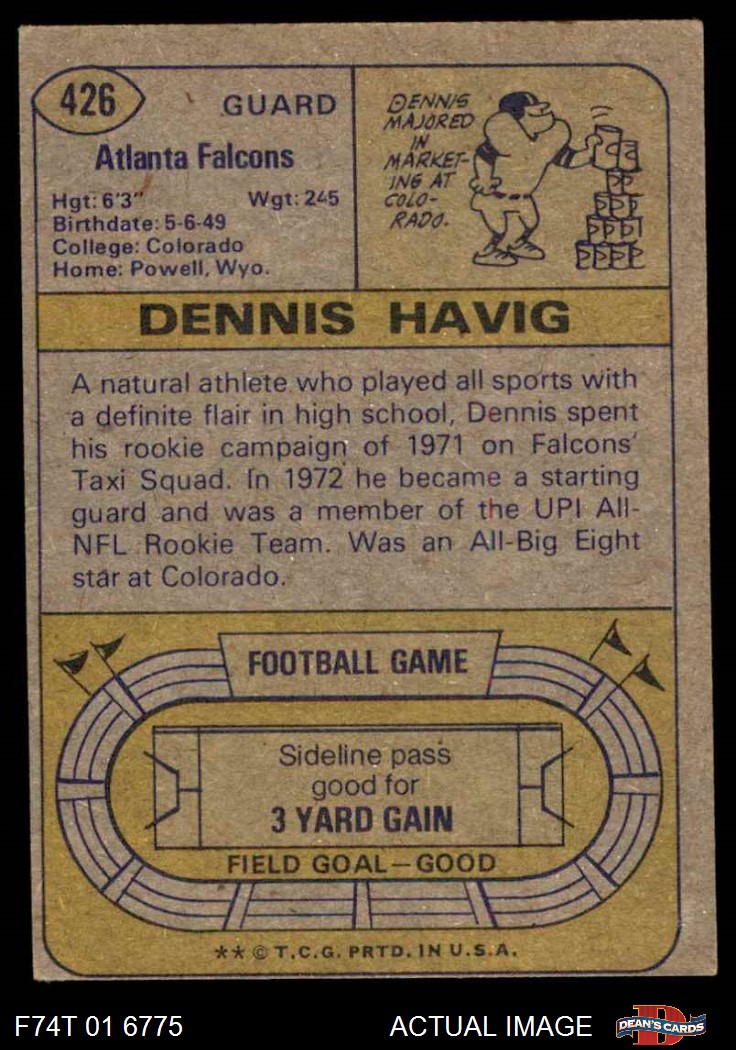 426
GUARD
Atlanta Falcons
Hgt: 6'3" Wgt: 245
Birthdate: 5-6-49
College: Colorado
Home: Powell, Wyo.
DENNIS
MAJORED
IN
MARKET-
ING AT
COLO-
RADO.
DENNIS HAVIG
A natural athlete who played all sports with
a definite flair in high school, Dennis spent
his rookie campaign of 1971 on Falcons'
Taxi Squad. In 1972 he became a starting
guard and was a member of the UPI All-
NFL Rookie Team. Was an All-Big Eight
star at Colorado.
FOOTBALL GAME
Sideline pass
good for
3 YARD GAIN
FIELD GOAL—GOOD
** © T.C.G. PRTD. IN U.S.A.
F74T 01 6775 ACTUAL IMAGE
D
DEAN'S CARDS